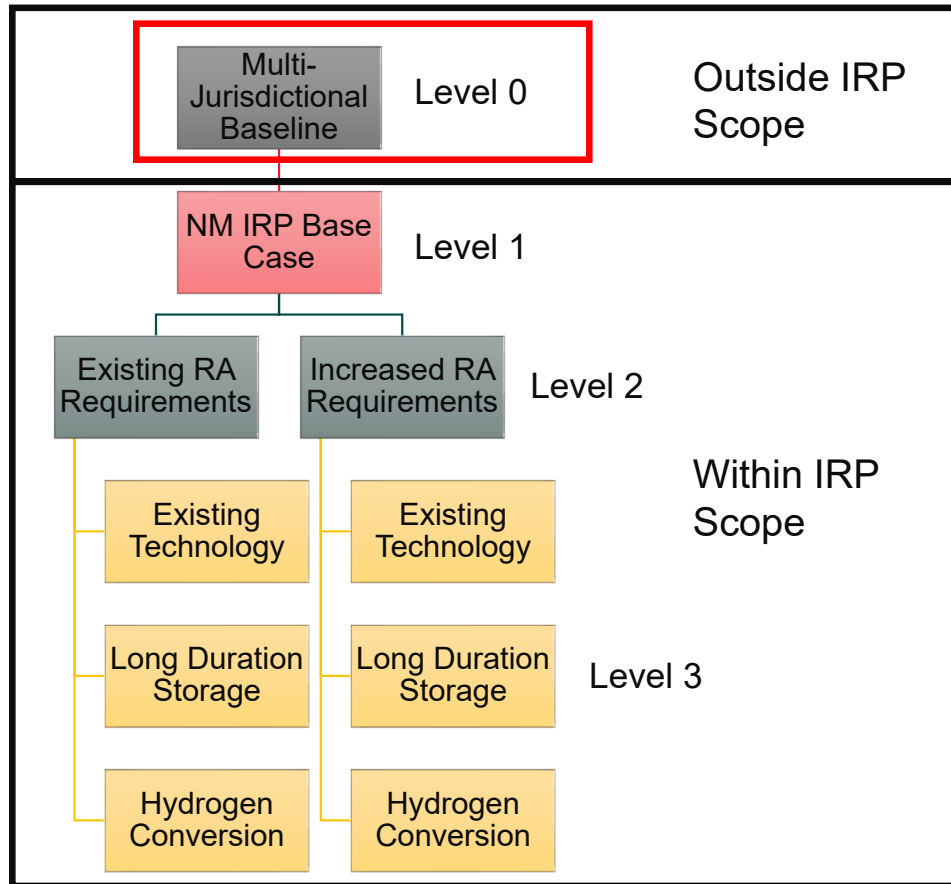 Multi-
Jurisdictional
Baseline
Level 0
Outside IRP
Scope
NM IRP Base
Case
Level 1
Existing RA
Requirements
Increased RA
Requirements
Level 2
Within IRP
Scope
Existing
Technology
Existing
Technology
Long Duration
Storage
Long Duration
Storage
Level 3
Hydrogen
Conversion
Hydrogen
Conversion